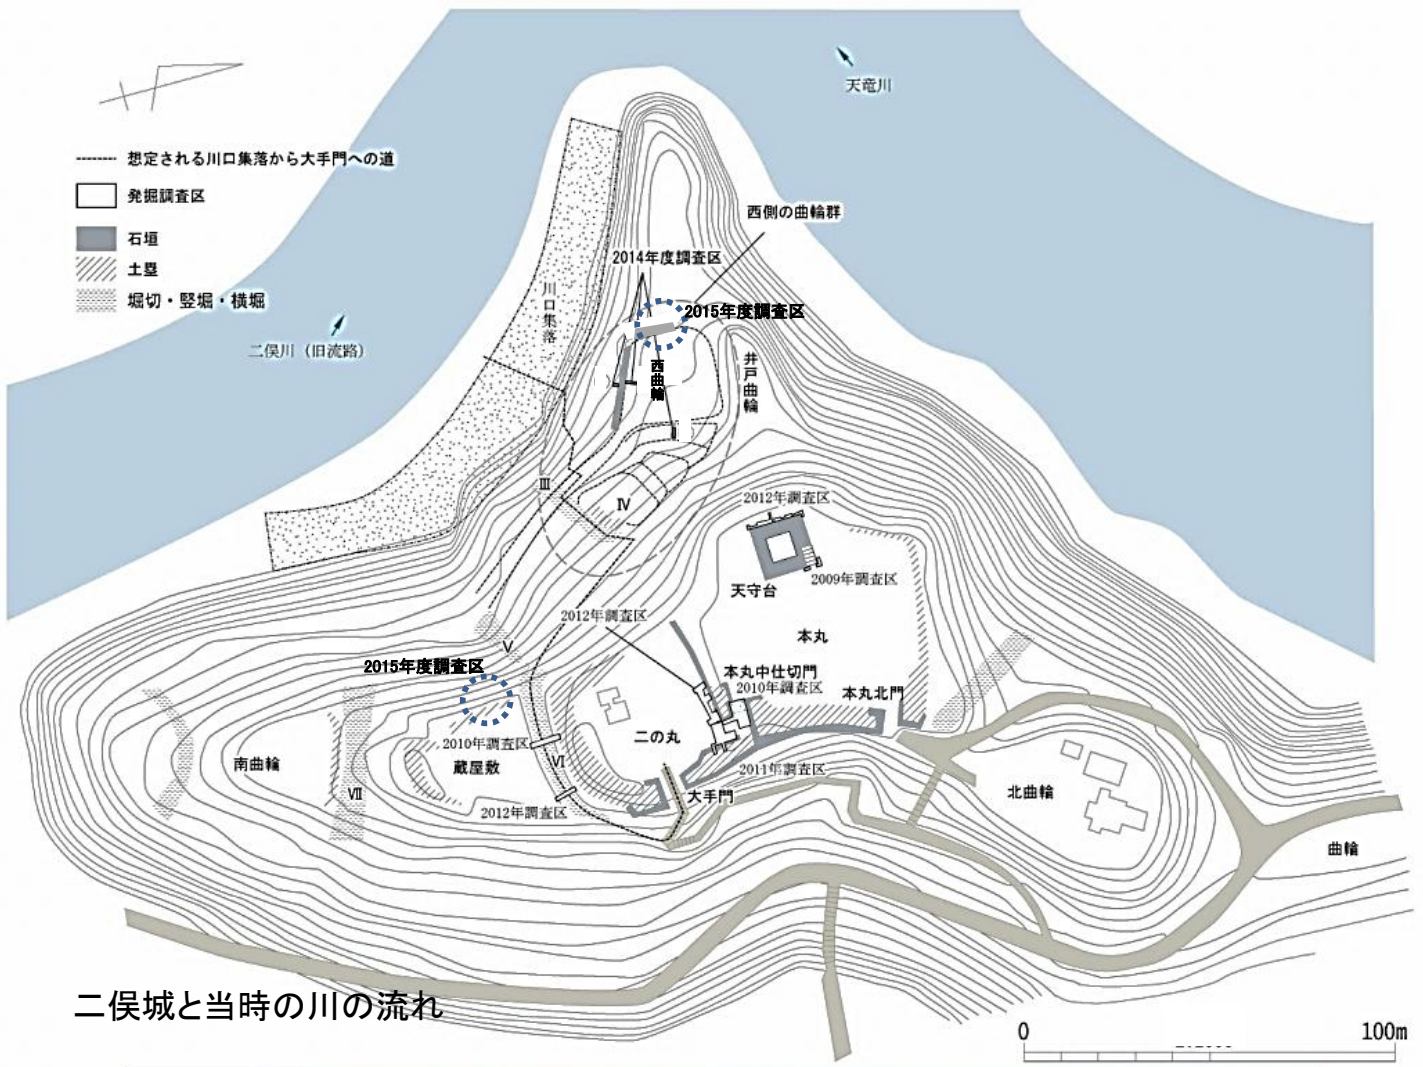 天竜川
想定される川口集落から大手門への道
発掘調査区
石垣
土塁
堀切・竪堀・横堀
西側の曲輪群
2014年度調査区
2015年度調査区
川口集落
二俣川（旧流路）
西曲輪
井戸曲輪
Ⅲ
Ⅳ
2012年調査区
2009年調査区
天守台
2012年調査区
本丸
Ⅴ
2015年度調査区
本丸中仕切門
2010年調査区
本丸北門
二の丸
2010年調査区
南曲輪
蔵屋敷
Ⅵ
2011年調査区
Ⅶ
大手門
北曲輪
2012年調査区
曲輪
二俣城と当時の川の流れ
0
100m